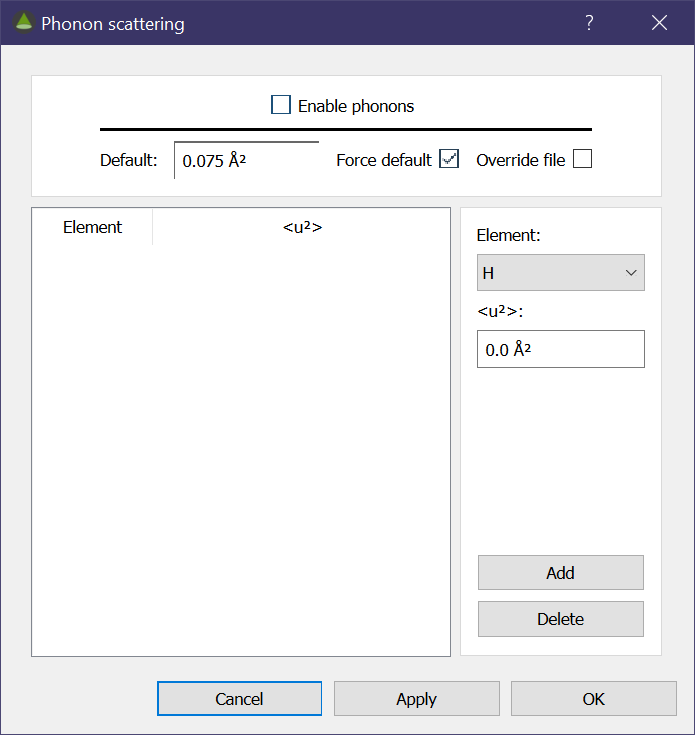 Phonon scattering ?
Enable phonons
Default: 0.075 Å² Force default Override file
Element <u²>
Element:
H
<u²>:
0.0 Å²
Add
Delete
Cancel Apply OK